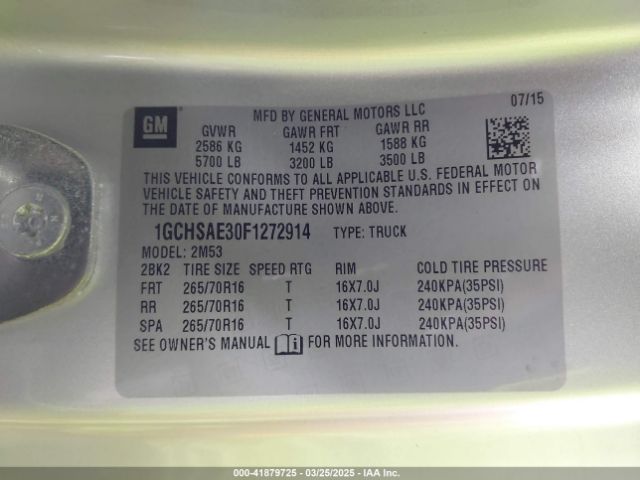 GM
MFD BY GENERAL MOTORS LLC
07/15
GVWR GAWR FRT GAWR RR
2586 KG 1452 KG 1588 KG
5700 LB 3200 LB 3500 LB
THIS VEHICLE CONFORMS TO ALL APPLICABLE U.S. FEDERAL MOTOR
VEHICLE SAFETY AND THEFT PREVENTION STANDARDS IN EFFECT ON
THE DATE OF MANUFACTURE SHOWN ABOVE.
1GCHSAE30F1272914 TYPE: TRUCK
MODEL: 2M53
2BK2 TIRE SIZE SPEED RTG RIM COLD TIRE PRESSURE
FRT 265/70R16 T 16X7.0J 240KPA(35PSI)
RR 265/70R16 T 16X7.0J 240KPA(35PSI)
SPA 265/70R16 T 16X7.0J 240KPA(35PSI)
SEE OWNER'S MANUAL FOR MORE INFORMATION.
000-41879725 - 03/25/2025 - IAA Inc.